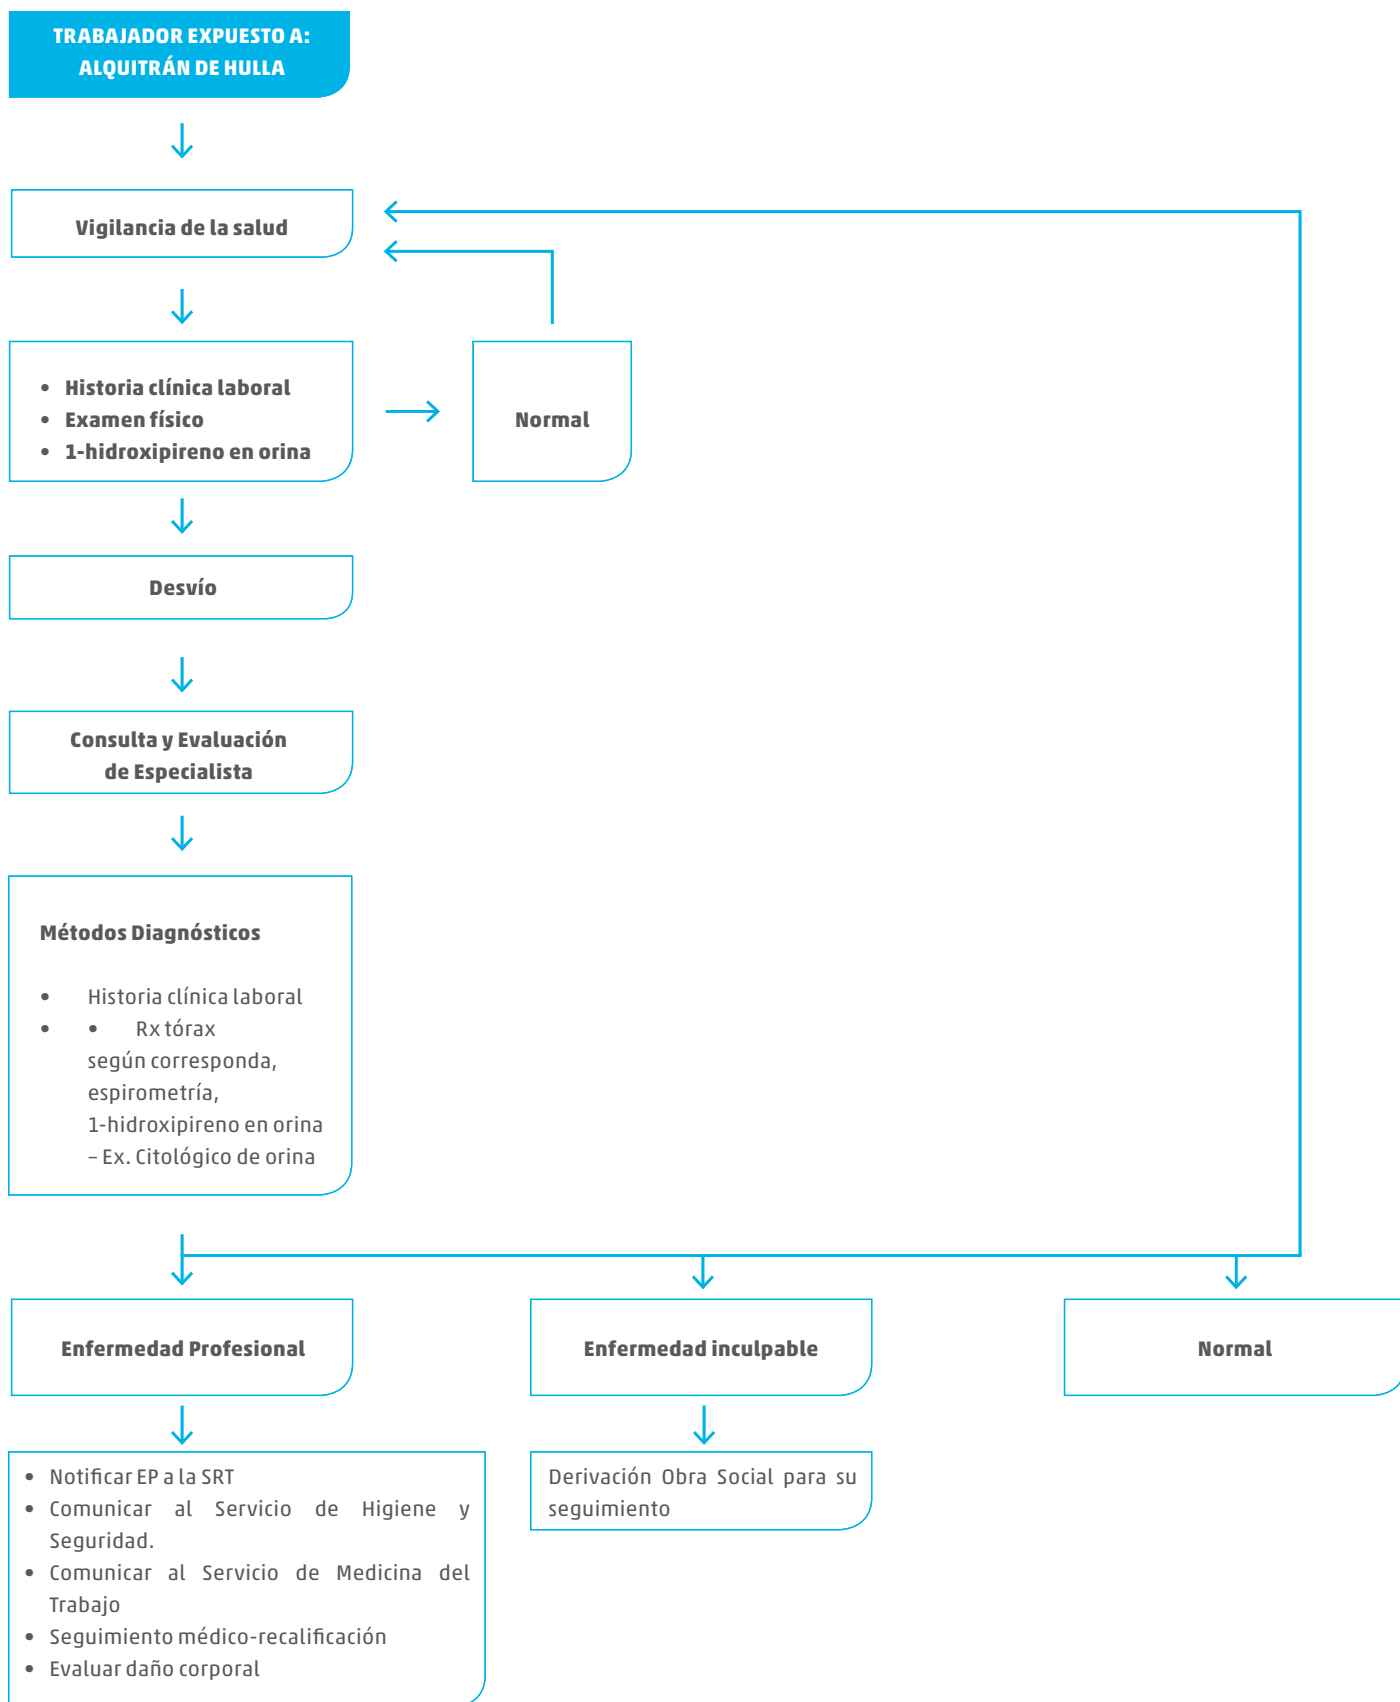 TRABAJADOR EXPUESTO A:
ALQUITRÁN DE HULLA
Vigilancia de la salud
• Historia clínica laboral
• Examen físico
• 1-hidroxipireno en orina
Normal
Desvío
Consulta y Evaluación
de Especialista
Métodos Diagnósticos
• Historia clínica laboral
• • Rx tórax
según corresponda,
espirometría,
1-hidroxipireno en orina
– Ex. Citológico de orina
Enfermedad Profesional
Enfermedad inculpable
Normal
• Notificar EP a la SRT
• Comunicar al Servicio de Higiene y
Seguridad.
• Comunicar al Servicio de Medicina del
Trabajo
• Seguimiento médico-recalificación
• Evaluar daño corporal
Derivación Obra Social para su
seguimiento